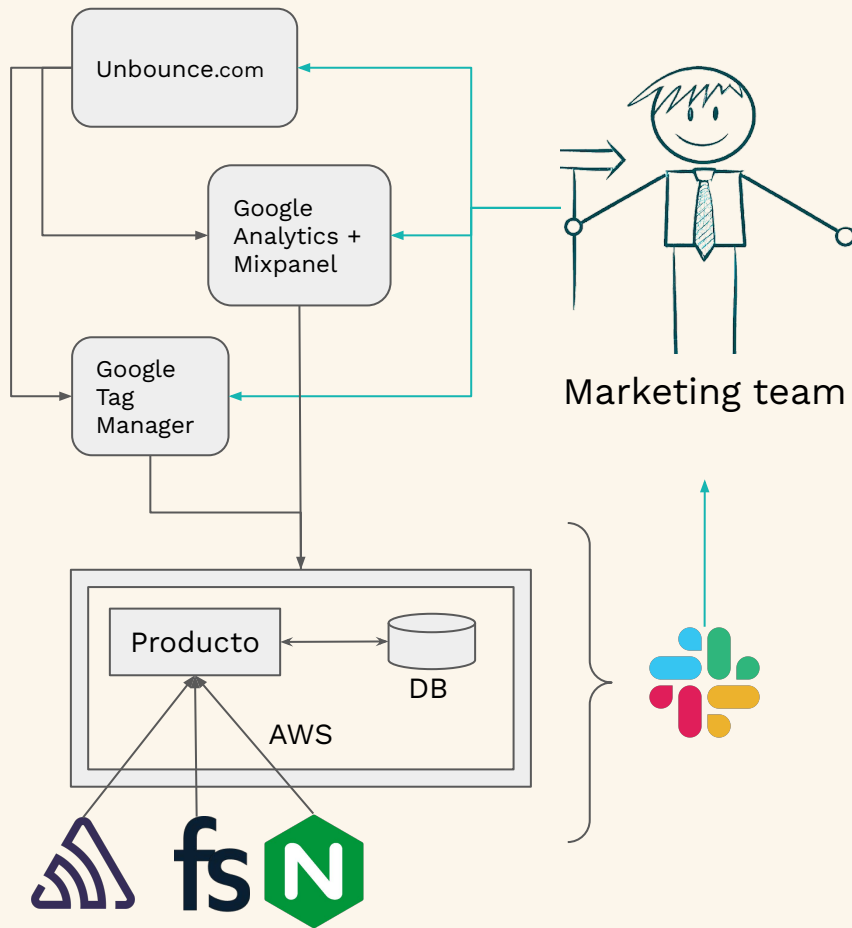 Unbounce.com
Google
Analytics +
Mixpanel
Google
Tag
Manager
Marketing team
Producto
DB
AWS
fs
N